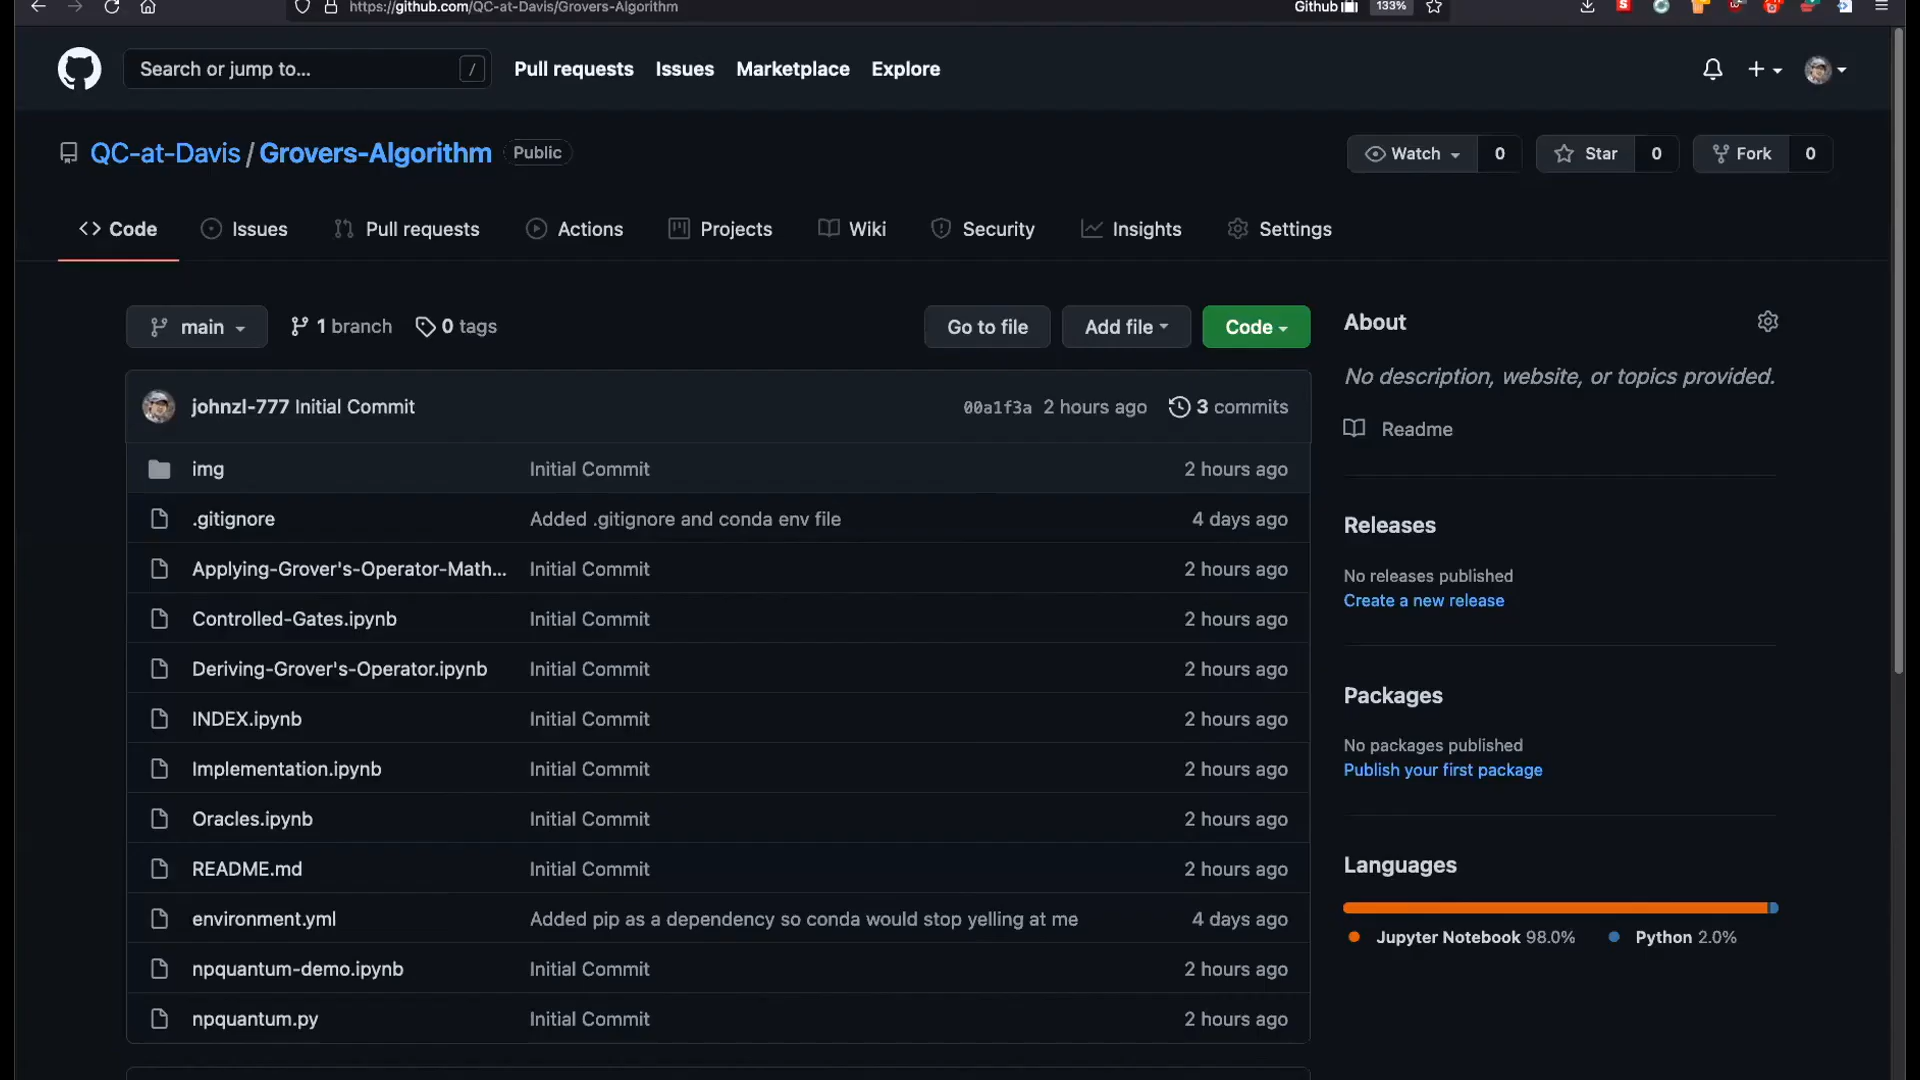 https://github.com/QC-at-Davis/Grovers-Algorithm
Github
133%
Search or jump to... /
Pull requests Issues Marketplace Explore
QC-at-Davis / Grovers-Algorithm Public
Watch 0 Star 0 Fork 0
Code Issues Pull requests Actions Projects Wiki Security Insights Settings
main 1 branch 0 tags Go to file Add file Code
johnzl-777 Initial Commit 00a1f3a 2 hours ago 3 commits
img Initial Commit 2 hours ago
.gitignore Added .gitignore and conda env file 4 days ago
Applying-Grover's-Operator-Math... Initial Commit 2 hours ago
Controlled-Gates.ipynb Initial Commit 2 hours ago
Deriving-Grover's-Operator.ipynb Initial Commit 2 hours ago
INDEX.ipynb Initial Commit 2 hours ago
Implementation.ipynb Initial Commit 2 hours ago
Oracles.ipynb Initial Commit 2 hours ago
README.md Initial Commit 2 hours ago
environment.yml Added pip as a dependency so conda would stop yelling at me 4 days ago
npquantum-demo.ipynb Initial Commit 2 hours ago
npquantum.py Initial Commit 2 hours ago
About
No description, website, or topics provided.
Readme
Releases
No releases published
Create a new release
Packages
No packages published
Publish your first package
Languages
Jupyter Notebook 98.0% Python 2.0%